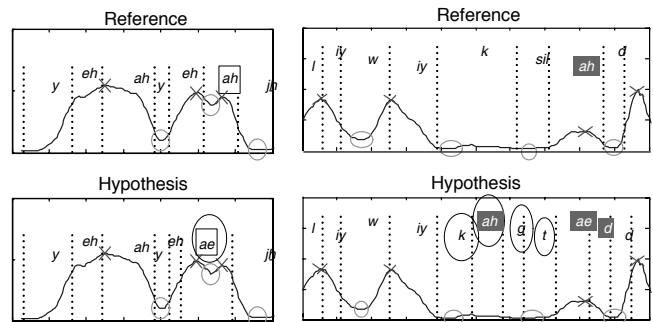 Reference
y eh ah y eh ah jh
Reference
l iy w iy k sil ah d
Hypothesis
y eh ah y eh ae jh
Hypothesis
l iy w iy k ah g t ae d d